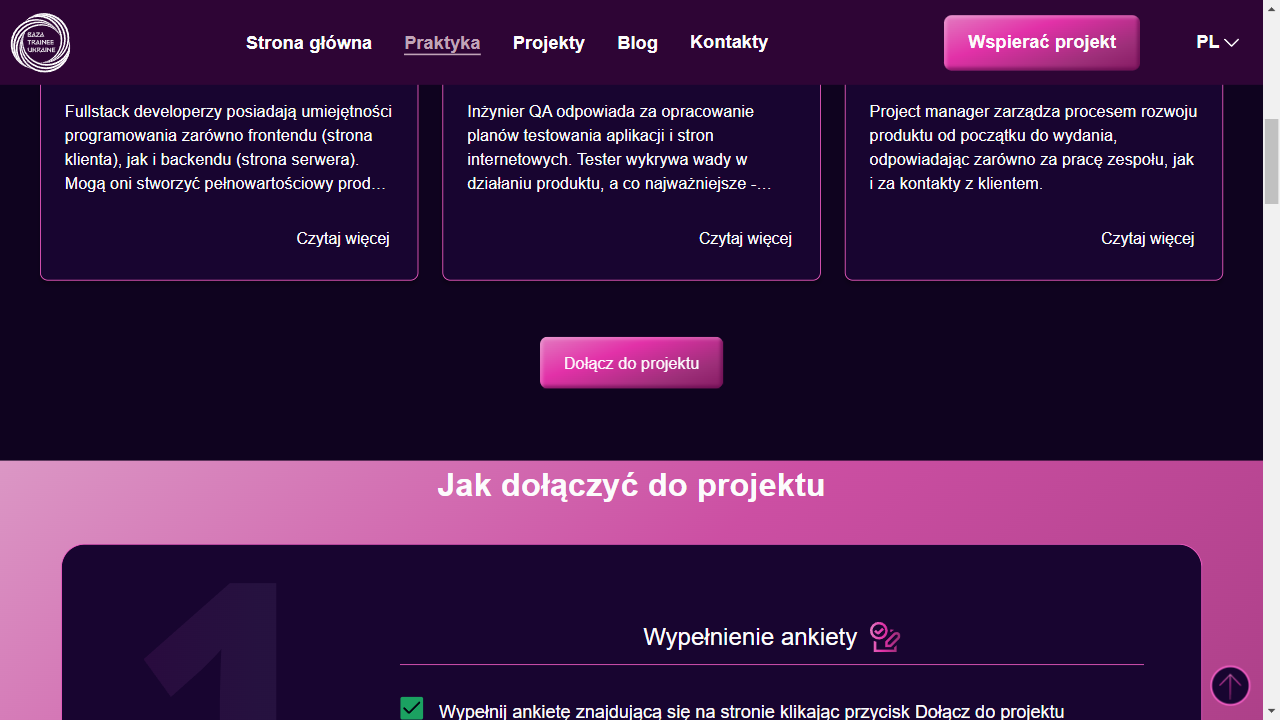 BAZA
TRAINEE
UKRAINE
Strona główna
Praktyka
Projekty
Blog
Kontakty
Wspierać projekt
PL
Fullstack developerzy posiadają umiejętności
programowania zarówno frontendu (strona
klienta), jak i backendu (strona serwera).
Mogą oni stworzyć pełnowartościowy prod...
Czytaj więcej
Inżynier QA odpowiada za opracowanie
planów testowania aplikacji i stron
internetowych. Tester wykrywa wady w
działaniu produktu, a co najważniejsze -...
Czytaj więcej
Project manager zarządza procesem rozwoju
produktu od początku do wydania,
odpowiadając zarówno za pracę zespołu, jak
i za kontakty z klientem.
Czytaj więcej
Dołącz do projektu
Jak dołączyć do projektu
1
Wypełnienie ankiety
Wypełnij ankietę znajdującą się na stronie klikając przycisk Dołącz do projektu